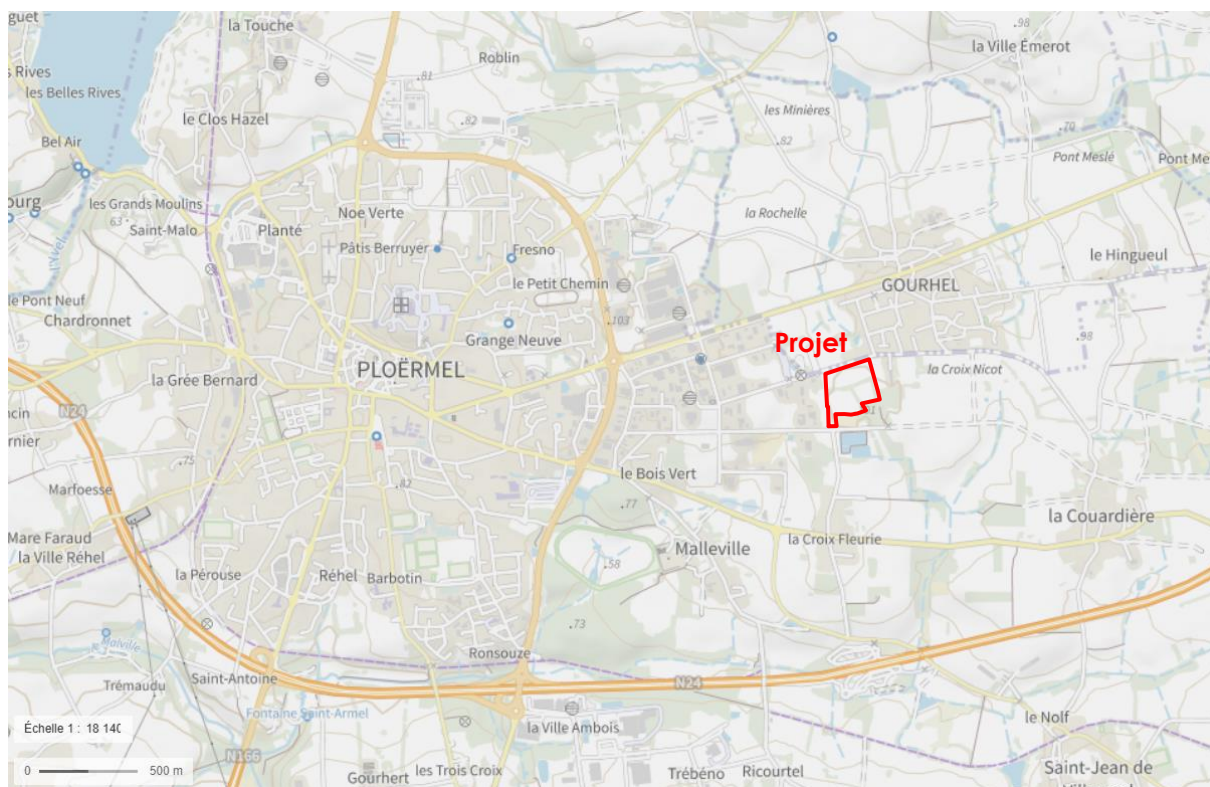 guet
la Touche
.98
la Ville Émerot
Roblin
s Rives
les Belles Rives
.81
le Clos Hazel
.82
les Minières
.82
.70
Bel Air
Pont Meslé
Pont Me
ourg
les Grands Moulins
63
Noe Verte
la Rochelle
Saint-Malo
Planté
l'Yvel
Pâtis Berruyer
Fresno
le Hingueul
le Petit Chemin
GOURHEL
le Pont Neuf
Chardronnet
.103
.98
Grange Neuve
Projet
PLOËRMEL
la Grée Bernard
la Croix Nicot
ncin
N24
rnier
.75
le Bois Vert
Marfoesse
.82
.77
la Couardière
Mare Faraud
la Ville Réhel
Malleville
la Croix Fleurie
la Pérouse
Réhel
Barbotin
.58
.73
Ronsouze
Malville
Trémaudu
Saint-Antoine
N24
Fontaine Saint-Armel
le Nolf
Échelle 1 : 18 140
la Ville Ambois
N166
0
500 m
Gourhert
les Trois Croix
Trébéno
Ricourtel
Saint-Jean de